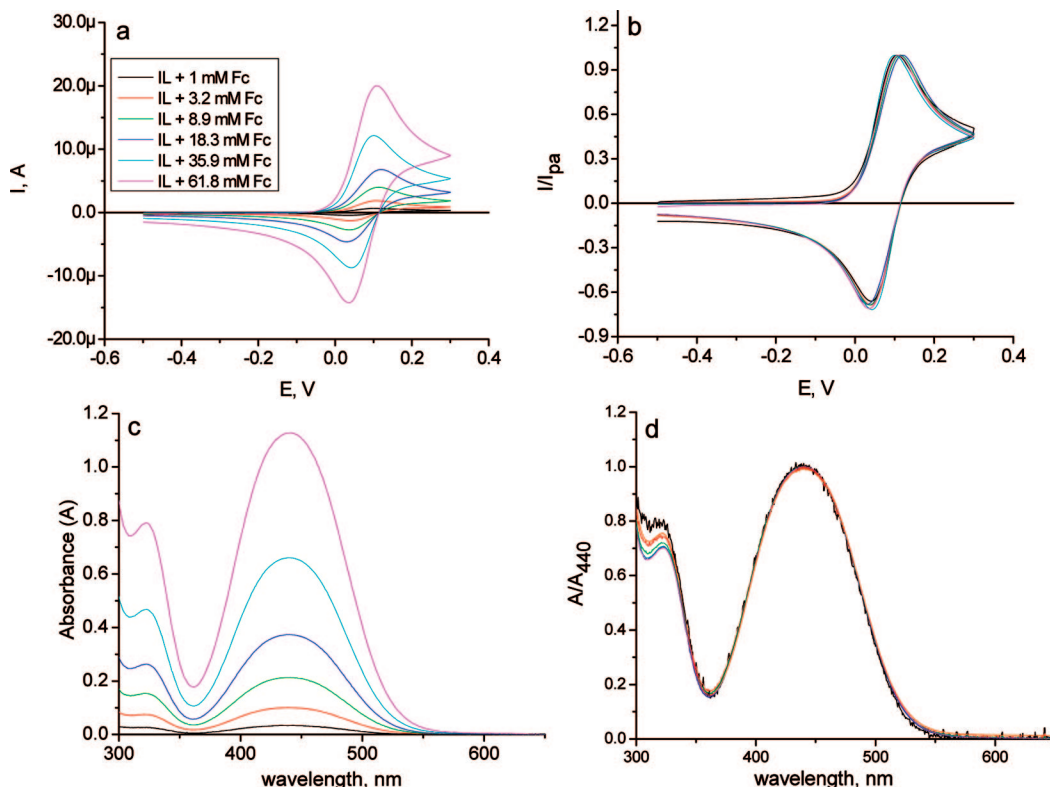 a
30.0µ
20.0µ
10.0µ
0.0
-10.0µ
-20.0µ
I, A
IL + 1 mM Fc
IL + 3.2 mM Fc
IL + 8.9 mM Fc
IL + 18.3 mM Fc
IL + 35.9 mM Fc
IL + 61.8 mM Fc
-0.6 -0.4 -0.2 0.0 0.2 0.4
E, V
b
1.2
0.9
0.6
0.3
0.0
-0.3
-0.6
-0.9
I/Ipa
-0.6 -0.4 -0.2 0.0 0.2 0.4 0.6
E, V
c
1.2
1.0
0.8
0.6
0.4
0.2
0.0
Absorbance (A)
300 400 500 600
wavelength, nm
d
1.2
1.0
0.8
0.6
0.4
0.2
0.0
A/A440
300 400 500 600
wavelength, nm